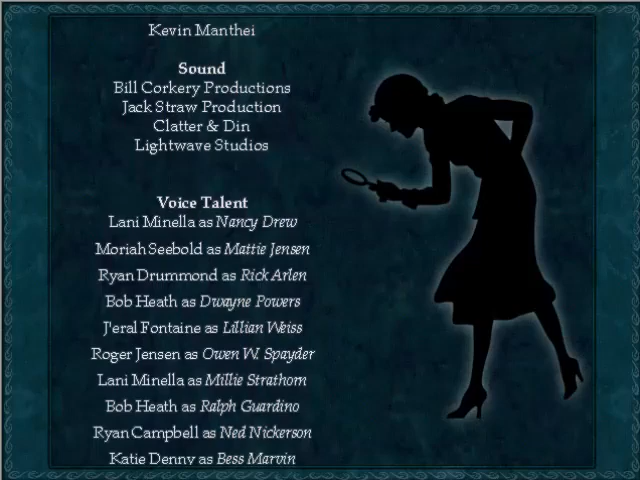 Kevin Manthei
Sound
Bill Corkery Productions
Jack Straw Production
Clatter & Din
Lightwave Studios
Voice Talent
Lani Minella as Nancy Drew
Moriah Seebold as Mattie Jensen
Ryan Drummond as Rick Arlen
Bob Heath as Dwayne Powers
J'eral Fontaine as Lillian Weiss
Roger Jensen as Owen W. Spayder
Lani Minella as Millie Strathorn
Bob Heath as Ralph Guardino
Ryan Campbell as Ned Nickerson
Katie Denny as Bess Marvin